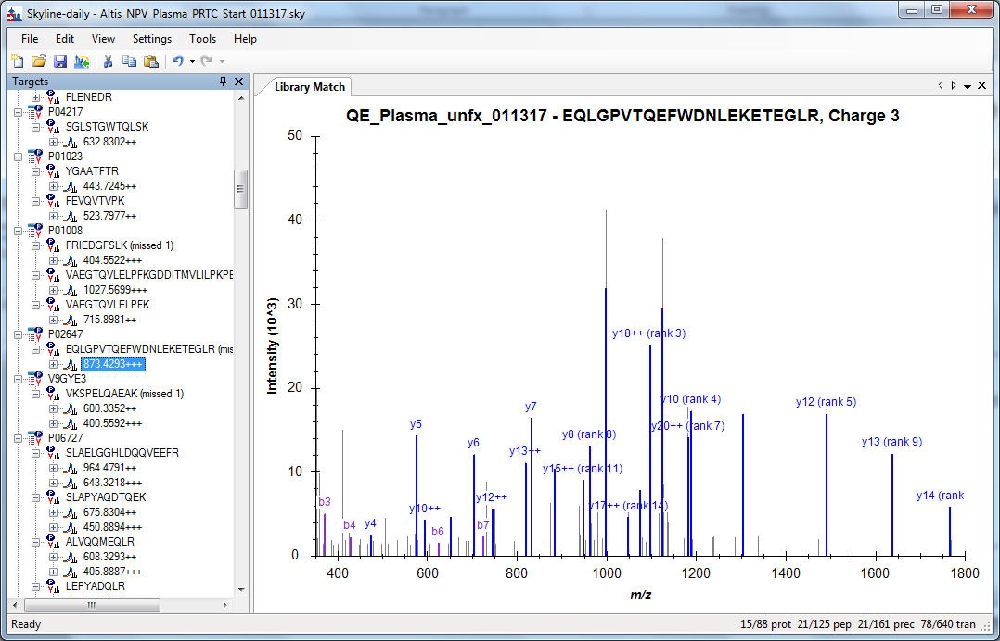 Skyline-daily - Altis_NPV_Plasma_PRTC_Start_011317.sky
File Edit View Settings Tools Help
Targets
FLENEDR
P04217
SGLSTGWTQLSK
632.8302++
P01023
YGAATFTR
443.7245++
FEVQVTVPK
523.7977++
P01008
FRIEDGFSLK (missed 1)
404.5522+++
VAEGTQVLELPFKGDDITMVLILPKPE
1027.5699+++
VAEGTQVLELPFK
715.8981++
P02647
EQLGPVTQEFWDNLEKETEGLR (mis
873.4293+++
V9GYE3
VKSPELQAEAK (missed 1)
600.3352++
400.5592+++
P06727
SLAELGGHLDQQVEEFR
964.4791++
643.3218+++
SLAPYAQDTQEK
675.8304++
450.8894+++
ALVQQMEQLR
608.3293++
405.8887+++
LEPYADQLR
Library Match
QE_Plasma_unfx_011317 - EQLGPVTQEFWDNLEKETEGLR, Charge 3
Intensity (10^3)
50
40
30
20
10
0
y18++ (rank 3)
y10 (rank 4)
y12 (rank 5)
y7
y5
y20++ (rank 7)
y8 (rank 8)
y6
y13++
y13 (rank 9)
y15++ (rank 11)
b3
y10++
y12++
y17++ (rank 14)
y14 (rank
b4
y4
b6
b7
400 600 800 1000 1200 1400 1600 1800
m/z
Ready
15/88 prot 21/125 pep 21/161 prec 78/640 tran